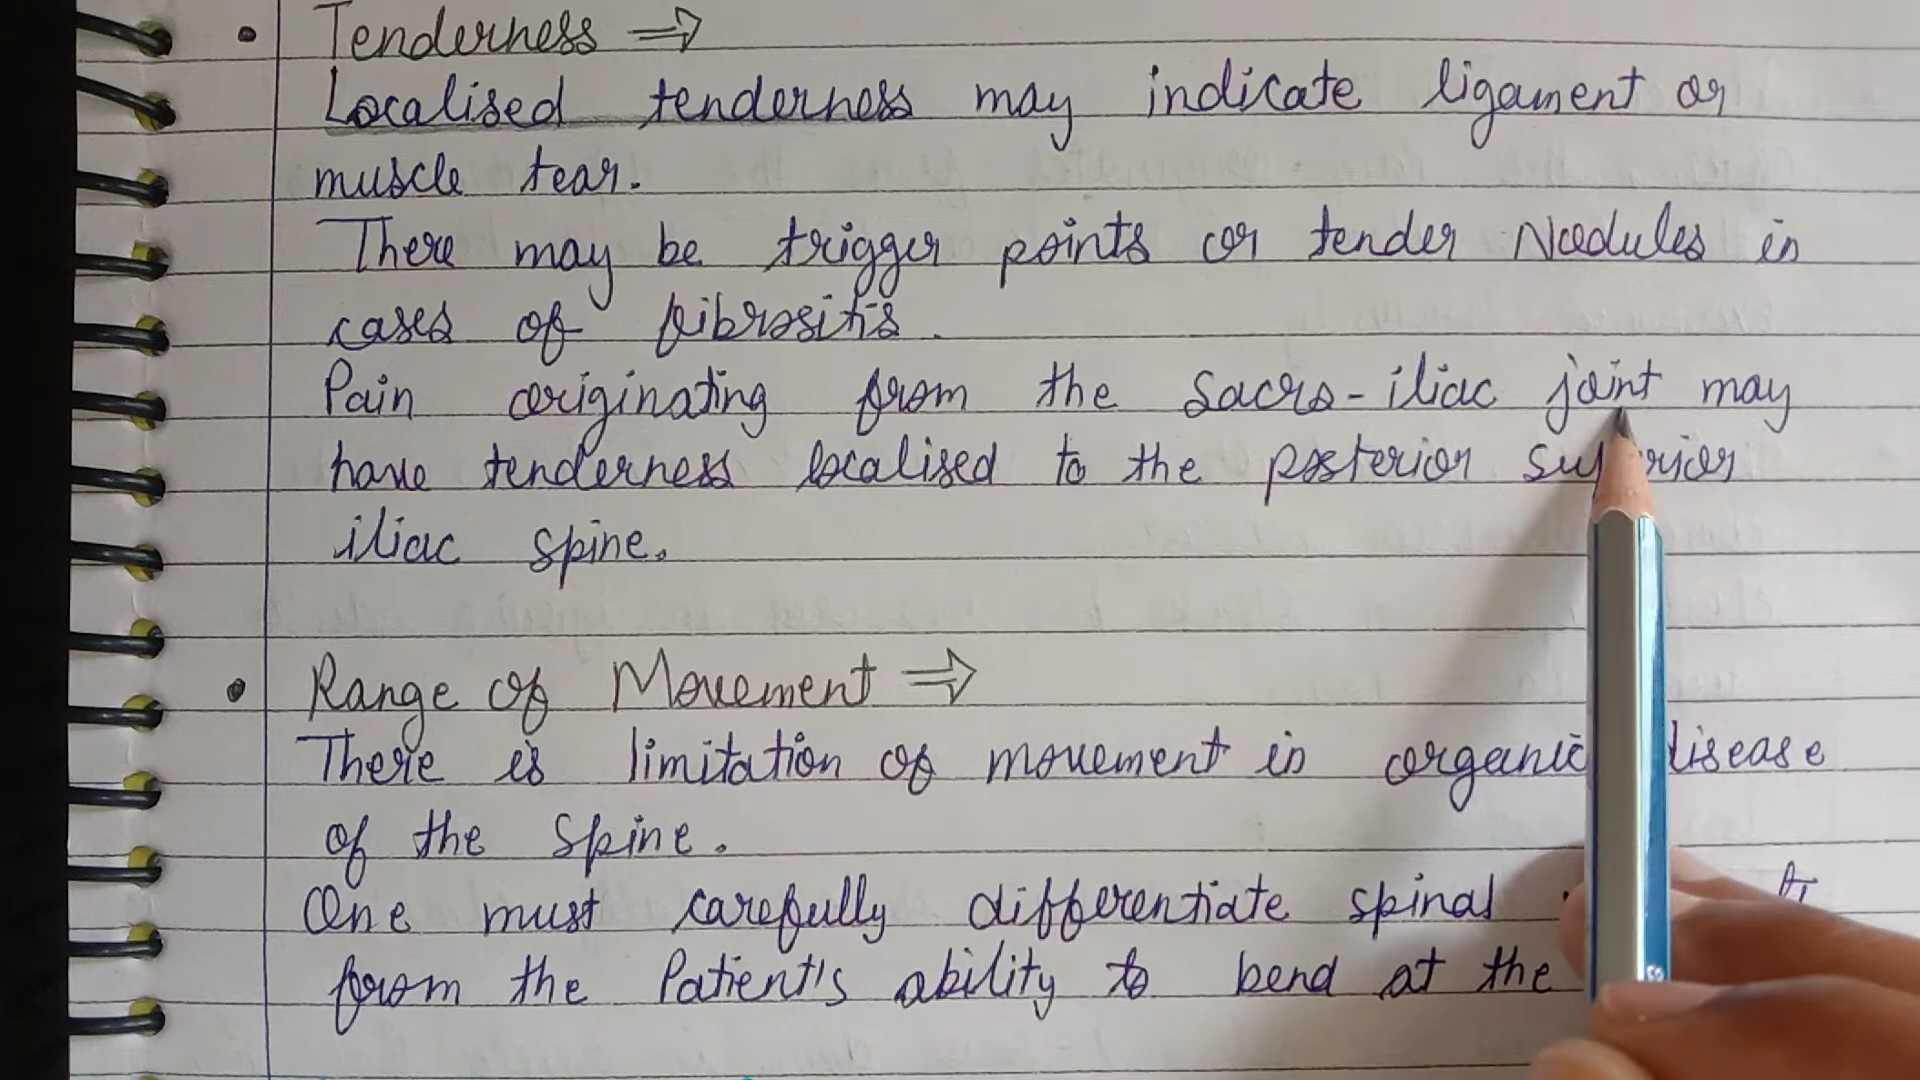 • Tenderness ⇒
Localised tenderness may indicate ligament or
muscle tear.
There may be trigger points or tender Nodules in
cases of fibrositis.
Pain originating from the Sacro-iliac joint may
have tenderness localised to the posterior
iliac spine.
• Range of Movement ⇒
There is limitation of movement in organic disease
of the Spine.
One must carefully differentiate spinal
from the Patient's ability to bend at the